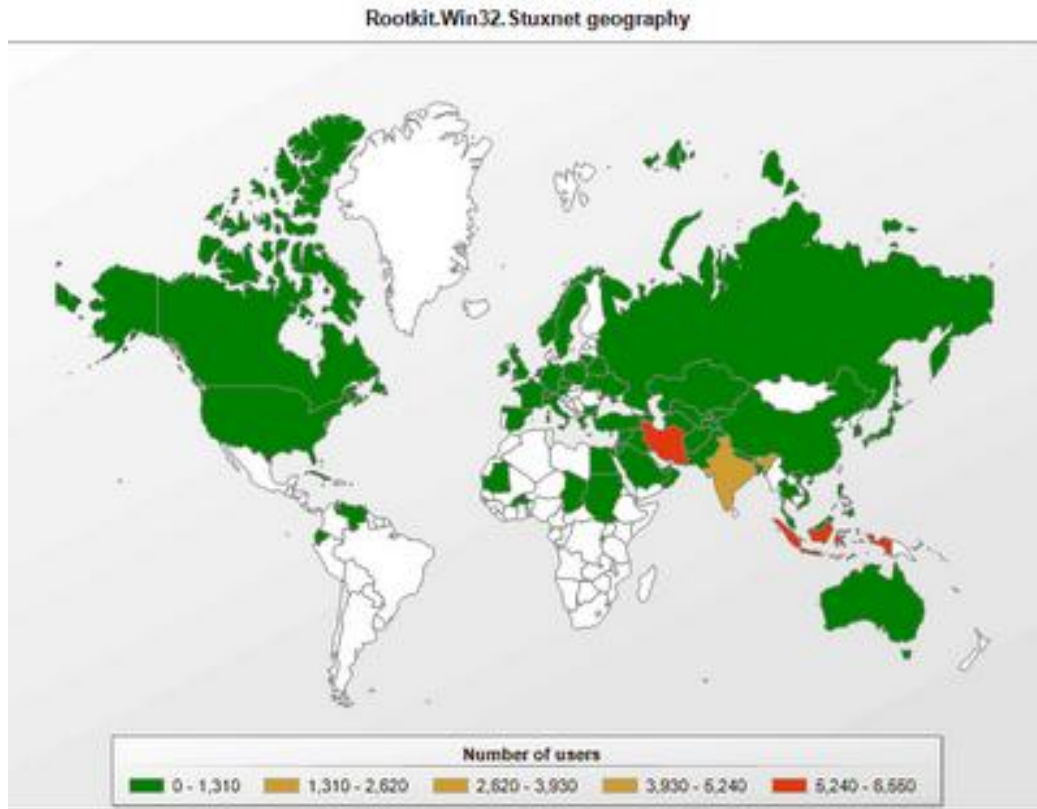 Rootkit.Win32.Stuxnet geography
Number of users
0 - 1,310 1,310 - 2,620 2,620 - 3,930 3,930 - 5,240 5,240 - 6,550